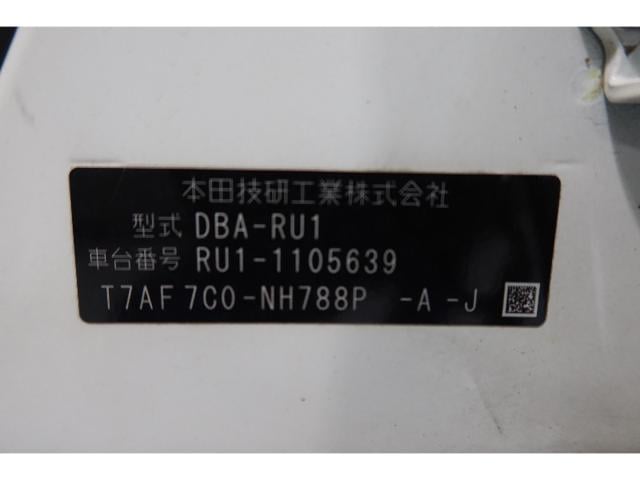 本田技研工業株式会社
型式 DBA-RU1
車台番号 RU1-1105639
T7AF7C0-NH788P -A-J